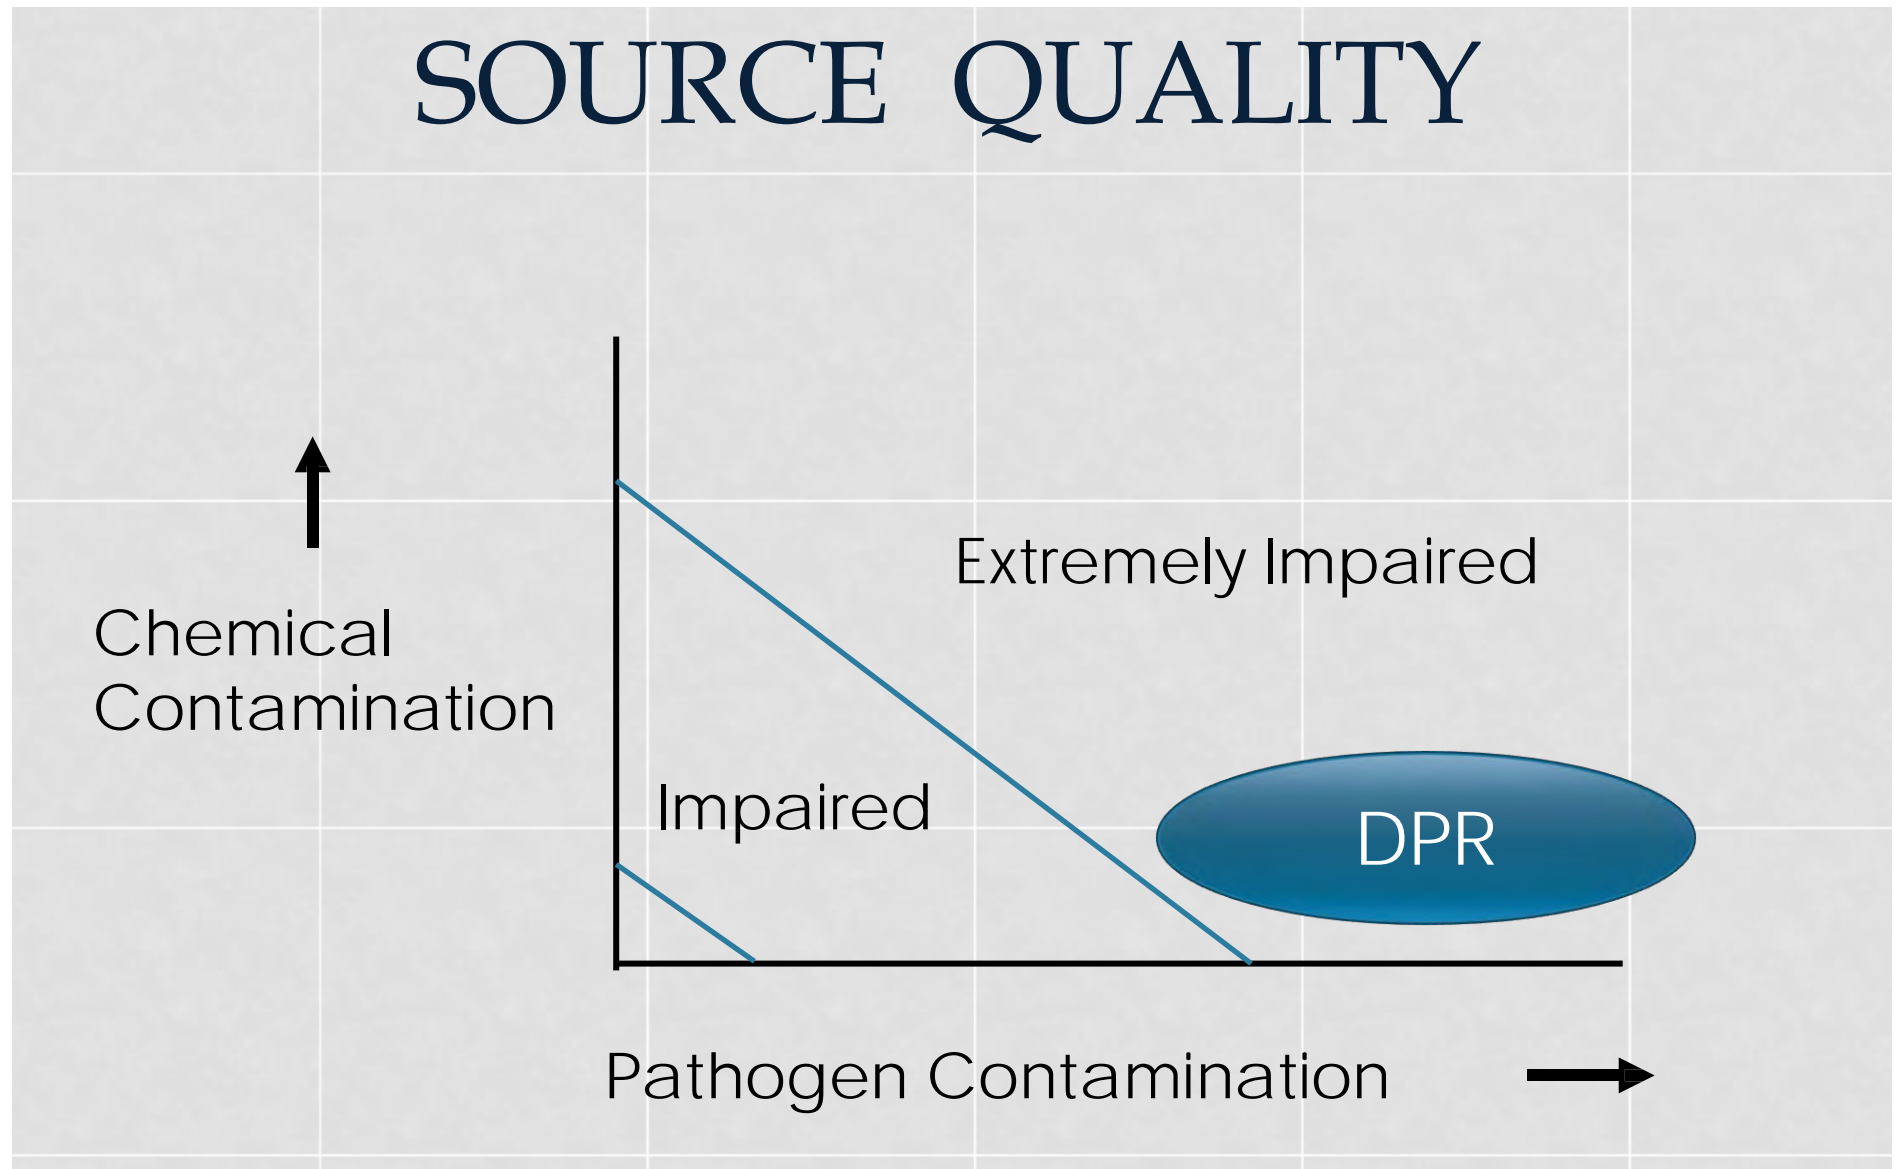 SOURCE QUALITY
Extremely Impaired
Chemical
Contamination
Impaired
DPR
Pathogen Contamination